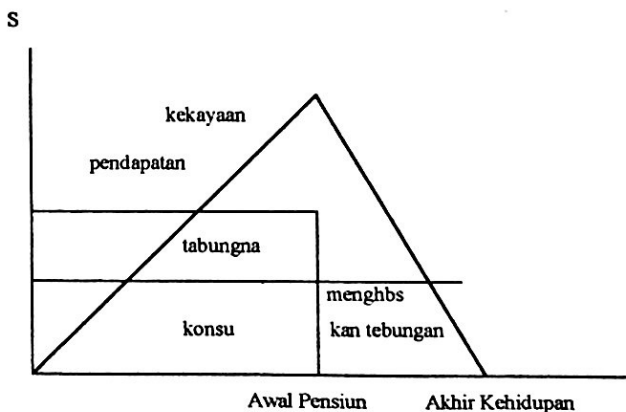 S
kekayaan
pendapatan
tabungna
menghbs
konsu
kan tebungan
Awal Pensiun
Akhir Kehidupan